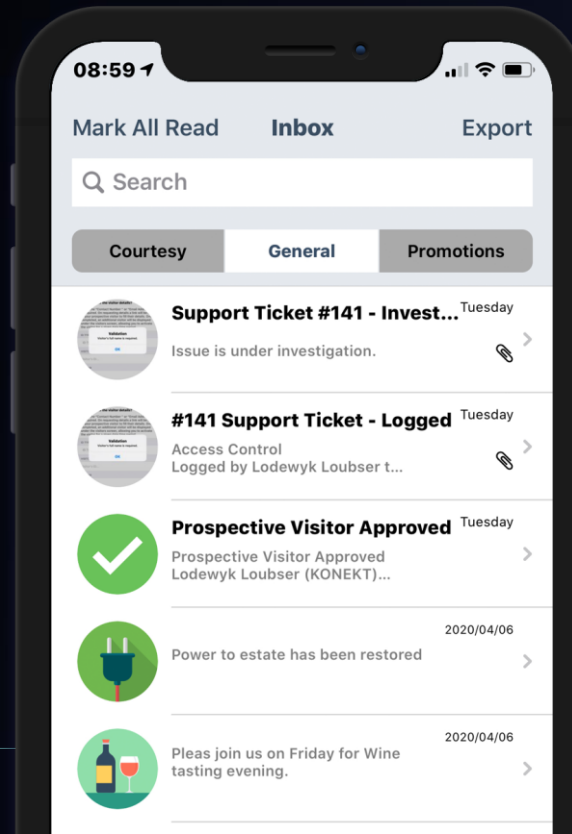 08:59
Mark All Read Inbox Export
Search
Courtesy General Promotions
Support Ticket #141 - Invest... Tuesday
Issue is under investigation.
#141 Support Ticket - Logged Tuesday
Access Control
Logged by Lodewyk Loubser t...
Prospective Visitor Approved Tuesday
Prospective Visitor Approved
Lodewyk Loubser (KONEKT)...
2020/04/06
Power to estate has been restored
2020/04/06
Pleas join us on Friday for Wine
tasting evening.